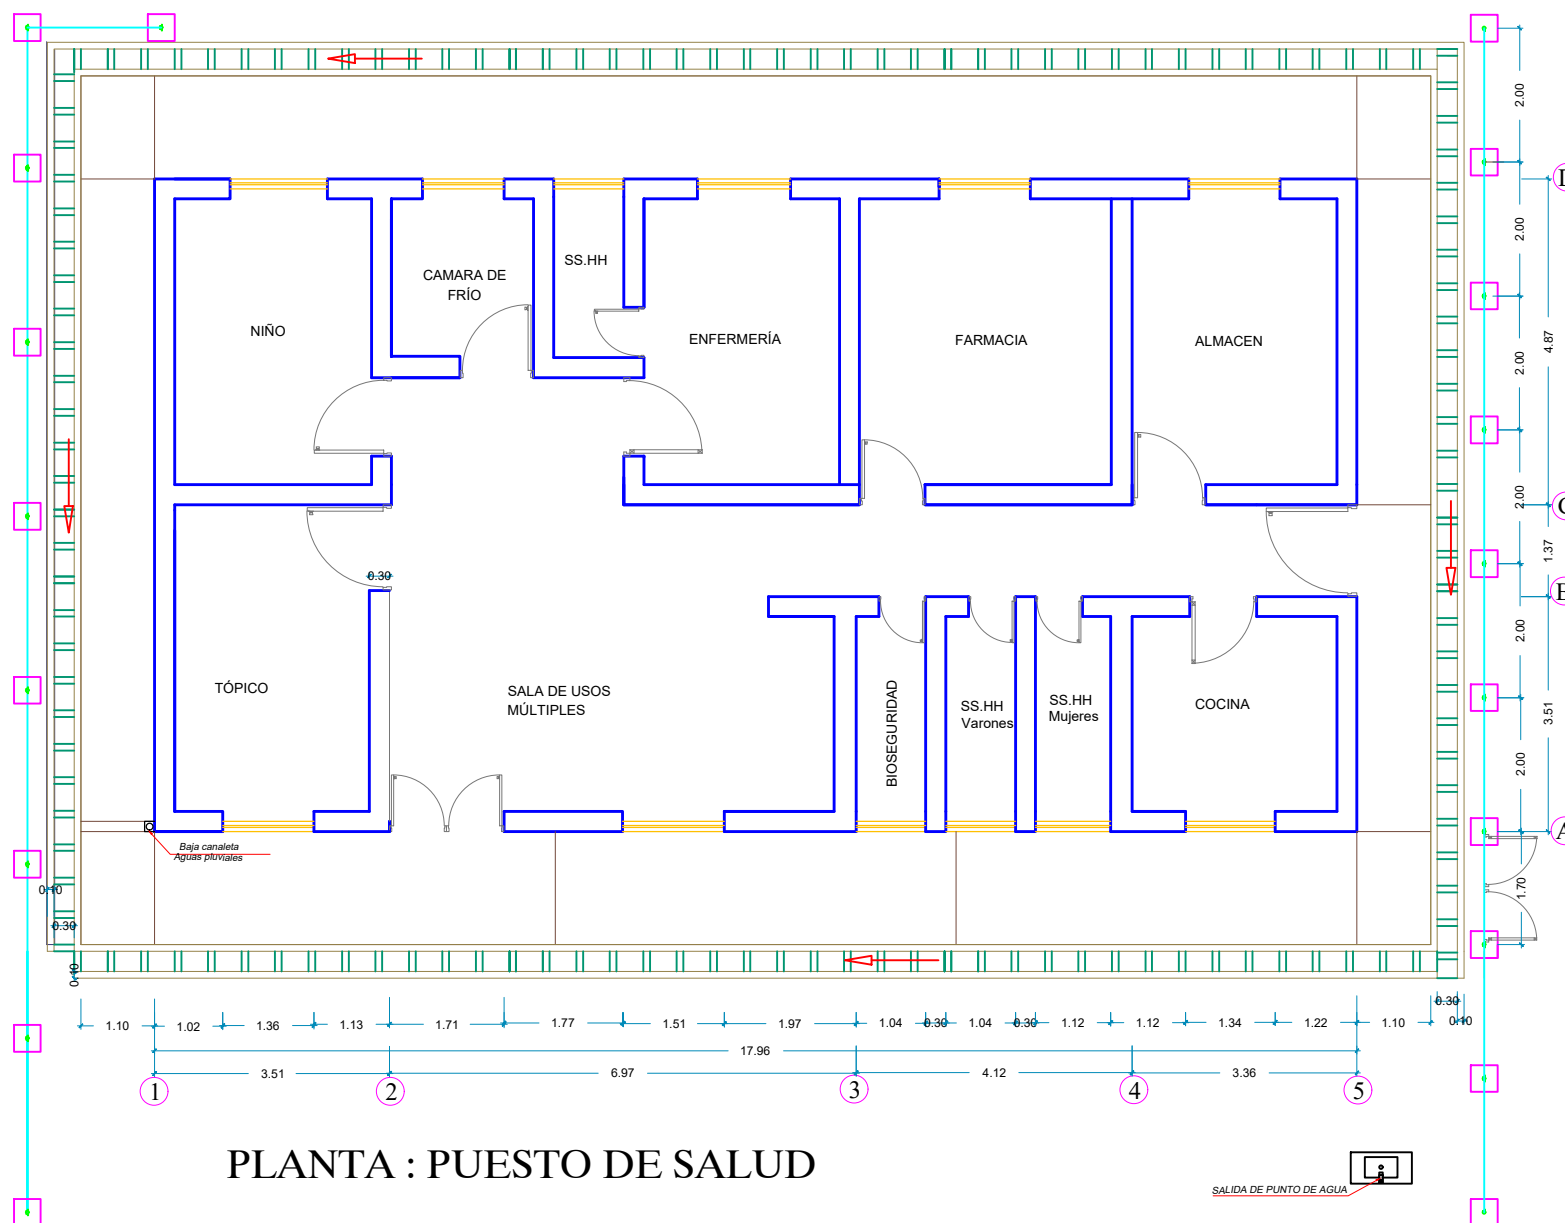 2.00
D
SS.HH
CAMARA DE
FRÍO
2.00
NIÑO
ENFERMERÍA
FARMACIA
ALMACEN
4.87
2.00
2.00
C
1.37
0.30
B
2.00
TÓPICO
SALA DE USOS
MÚLTIPLES
BIOSEGURIDAD
SS.HH
Varones
SS.HH
Mujeres
COCINA
3.51
2.00
A
Baja canaleta
Aguas pluviales
0.10
1.70
0.30
0.10
0.30
0.10
1.10
1.02
1.36
1.13
1.71
1.77
1.51
1.97
1.04
0.30
1.04
0.30
1.12
1.12
1.34
1.22
1.10
17.96
3.51
6.97
4.12
3.36
1
2
3
4
5
PLANTA : PUESTO DE SALUD
SALIDA DE PUNTO DE AGUA